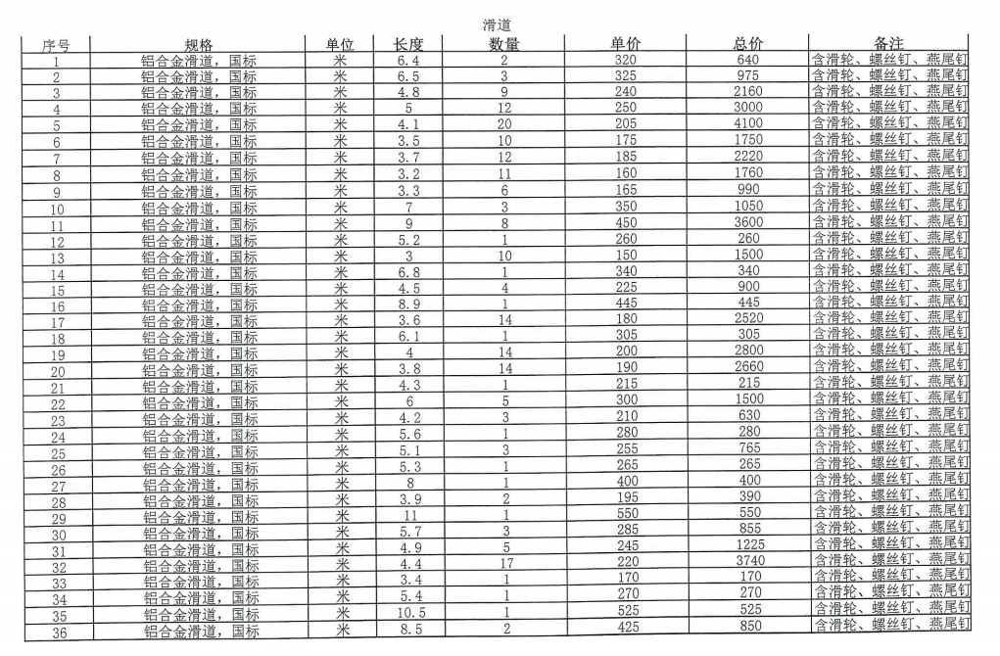 滑道
序号 规格 单位 长度 数量 单价 总价 备注
1 铝合金滑道，国标 米 6.4 2 320 640 含滑轮、螺丝钉、燕尾钉
2 铝合金滑道，国标 米 6.5 3 325 975 含滑轮、螺丝钉、燕尾钉
3 铝合金滑道，国标 米 4.8 9 240 2160 含滑轮、螺丝钉、燕尾钉
4 铝合金滑道，国标 米 5 12 250 3000 含滑轮、螺丝钉、燕尾钉
5 铝合金滑道，国标 米 4.1 20 205 4100 含滑轮、螺丝钉、燕尾钉
6 铝合金滑道，国标 米 3.5 10 175 1750 含滑轮、螺丝钉、燕尾钉
7 铝合金滑道，国标 米 3.7 12 185 2220 含滑轮、螺丝钉、燕尾钉
8 铝合金滑道，国标 米 3.2 11 160 1760 含滑轮、螺丝钉、燕尾钉
9 铝合金滑道，国标 米 3.3 6 165 990 含滑轮、螺丝钉、燕尾钉
10 铝合金滑道，国标 米 7 3 350 1050 含滑轮、螺丝钉、燕尾钉
11 铝合金滑道，国标 米 9 8 450 3600 含滑轮、螺丝钉、燕尾钉
12 铝合金滑道，国标 米 5.2 1 260 260 含滑轮、螺丝钉、燕尾钉
13 铝合金滑道，国标 米 3 10 150 1500 含滑轮、螺丝钉、燕尾钉
14 铝合金滑道，国标 米 6.8 1 340 340 含滑轮、螺丝钉、燕尾钉
15 铝合金滑道，国标 米 4.5 4 225 900 含滑轮、螺丝钉、燕尾钉
16 铝合金滑道，国标 米 8.9 1 445 445 含滑轮、螺丝钉、燕尾钉
17 铝合金滑道，国标 米 3.6 14 180 2520 含滑轮、螺丝钉、燕尾钉
18 铝合金滑道，国标 米 6.1 1 305 305 含滑轮、螺丝钉、燕尾钉
19 铝合金滑道，国标 米 4 14 200 2800 含滑轮、螺丝钉、燕尾钉
20 铝合金滑道，国标 米 3.8 14 190 2660 含滑轮、螺丝钉、燕尾钉
21 铝合金滑道，国标 米 4.3 1 215 215 含滑轮、螺丝钉、燕尾钉
22 铝合金滑道，国标 米 6 5 300 1500 含滑轮、螺丝钉、燕尾钉
23 铝合金滑道，国标 米 4.2 3 210 630 含滑轮、螺丝钉、燕尾钉
24 铝合金滑道，国标 米 5.6 1 280 280 含滑轮、螺丝钉、燕尾钉
25 铝合金滑道，国标 米 5.1 3 255 765 含滑轮、螺丝钉、燕尾钉
26 铝合金滑道，国标 米 5.3 1 265 265 含滑轮、螺丝钉、燕尾钉
27 铝合金滑道，国标 米 8 1 400 400 含滑轮、螺丝钉、燕尾钉
28 铝合金滑道，国标 米 3.9 2 195 390 含滑轮、螺丝钉、燕尾钉
29 铝合金滑道，国标 米 11 1 550 550 含滑轮、螺丝钉、燕尾钉
30 铝合金滑道，国标 米 5.7 3 285 855 含滑轮、螺丝钉、燕尾钉
31 铝合金滑道，国标 米 4.9 5 245 1225 含滑轮、螺丝钉、燕尾钉
32 铝合金滑道，国标 米 4.4 17 220 3740 含滑轮、螺丝钉、燕尾钉
33 铝合金滑道，国标 米 3.4 1 170 170 含滑轮、螺丝钉、燕尾钉
34 铝合金滑道，国标 米 5.4 1 270 270 含滑轮、螺丝钉、燕尾钉
35 铝合金滑道，国标 米 10.5 1 525 525 含滑轮、螺丝钉、燕尾钉
36 铝合金滑道，国标 米 8.5 2 425 850 含滑轮、螺丝钉、燕尾钉